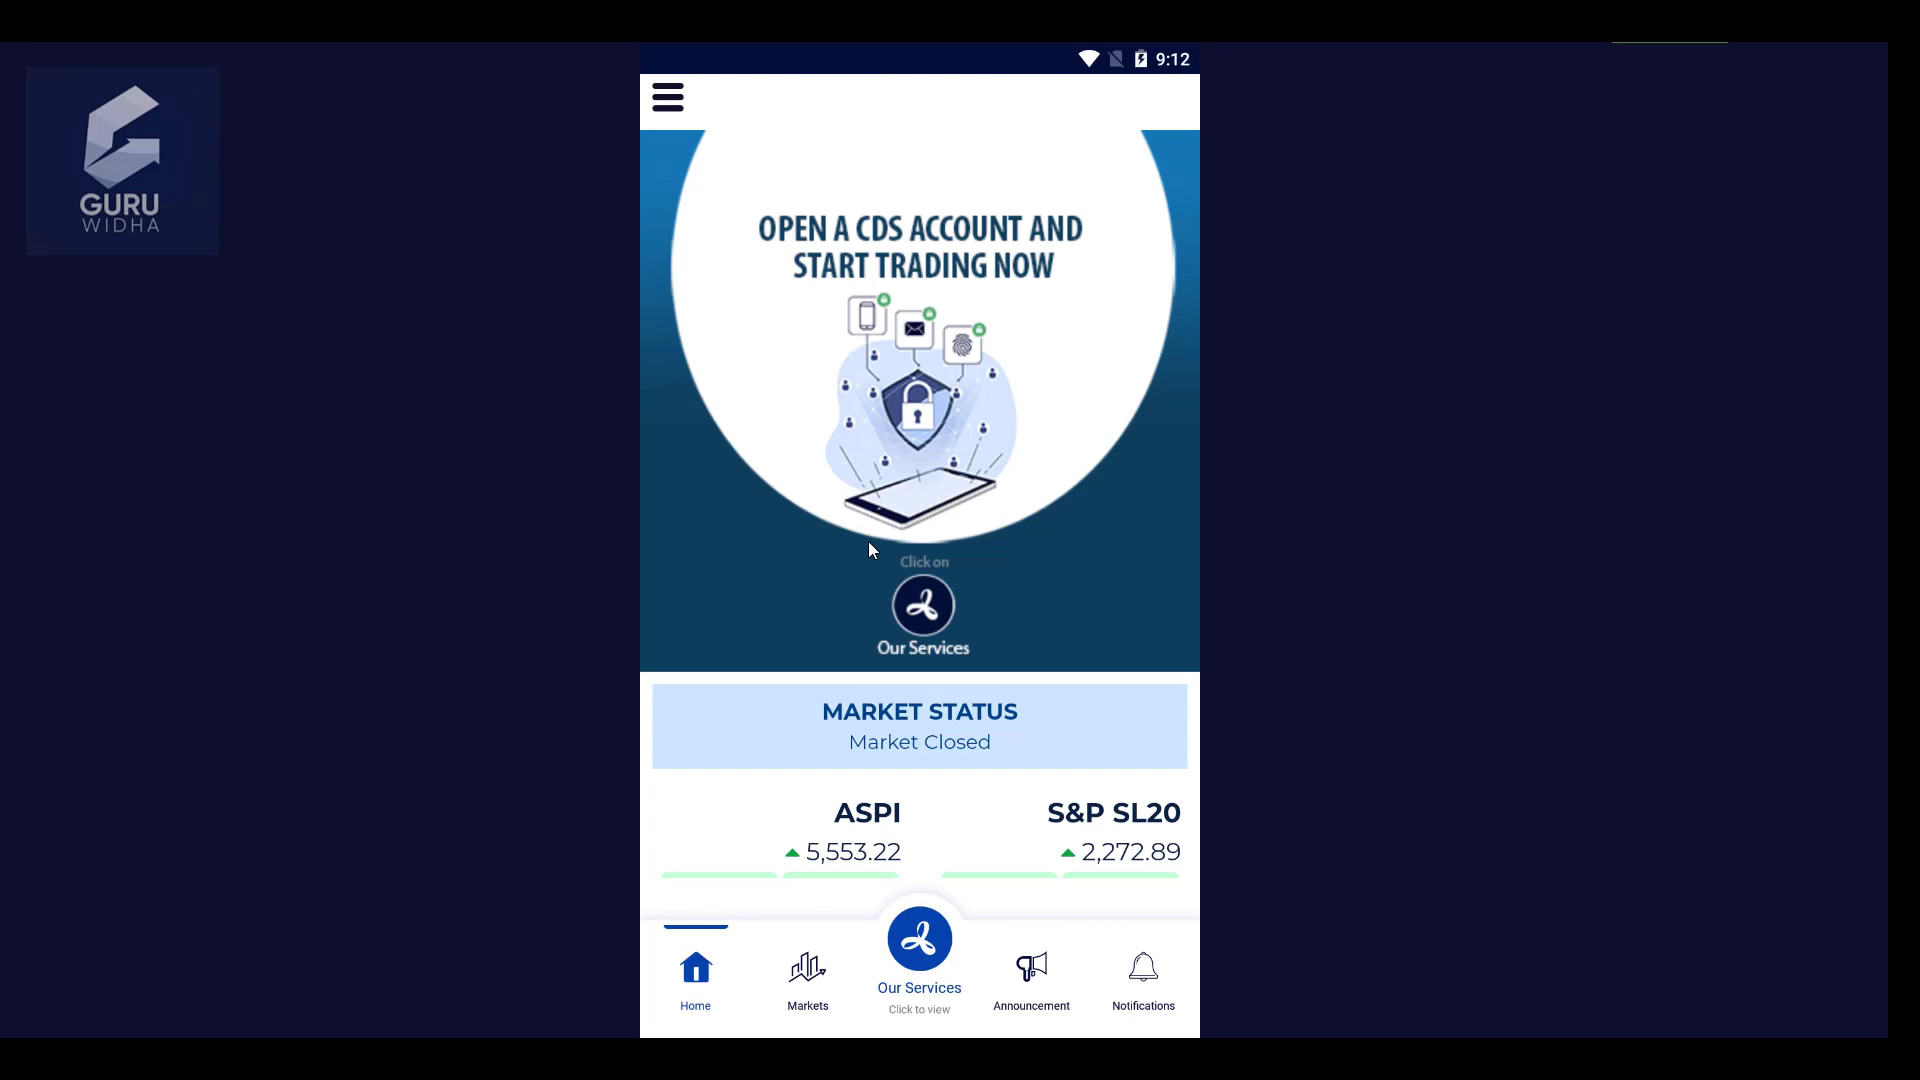 9:12
GURU
WIDHA
OPEN A CDS ACCOUNT AND
START TRADING NOW
Click on
Our Services
MARKET STATUS
Market Closed
ASPI
5,553.22
S&P SL20
2,272.89
Home
Markets
Our Services
Click to view
Announcement
Notifications